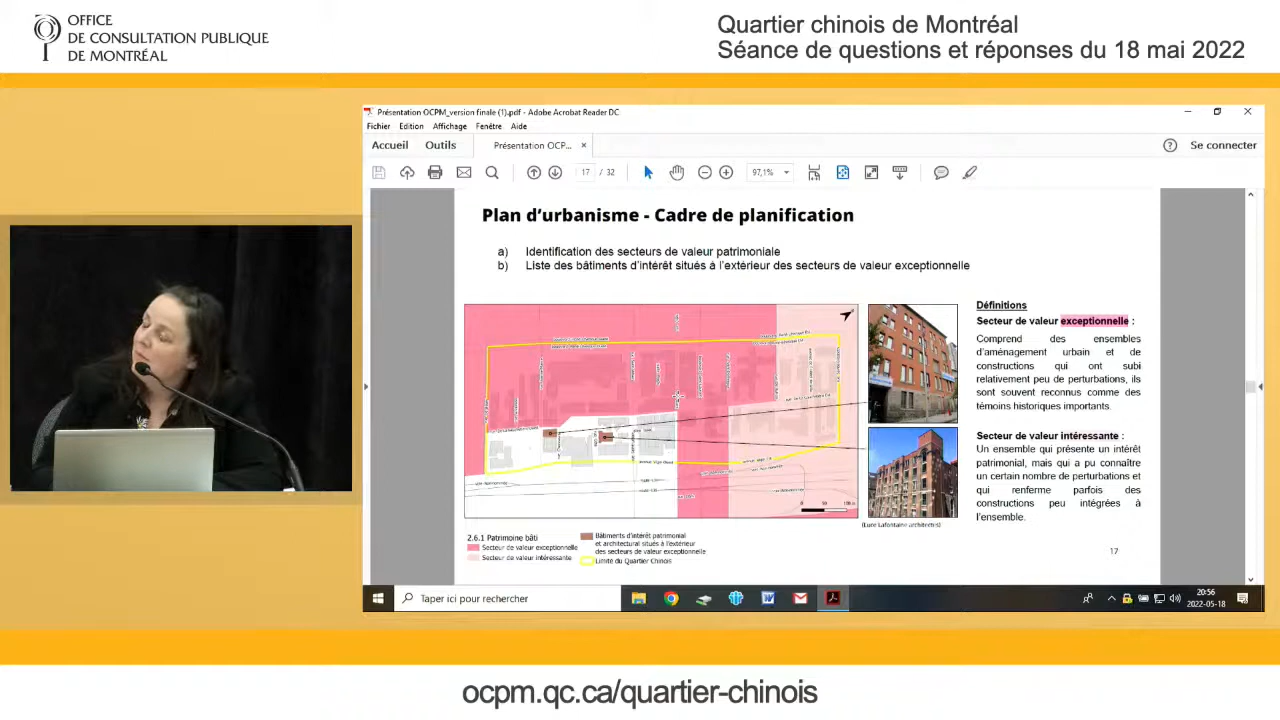 OFFICE
DE CONSULTATION PUBLIQUE
DE MONTRÉAL
Quartier chinois de Montréal
Séance de questions et réponses du 18 mai 2022
Présentation OCPM_version finale (1).pdf - Adobe Acrobat Reader DC
Fichier Edition Affichage Fenêtre Aide
Accueil Outils Présentation OCP... ×
Se connecter
17 / 32 97,1%
Plan d’urbanisme - Cadre de planification
a) Identification des secteurs de valeur patrimoniale
b) Liste des bâtiments d’intérêt situés à l’extérieur des secteurs de valeur exceptionnelle
Définitions
Secteur de valeur exceptionnelle :
Comprend des ensembles
d’aménagement urbain et de
constructions qui ont subi
relativement peu de perturbations, ils
sont souvent reconnus comme des
témoins historiques importants.
Secteur de valeur intéressante :
Un ensemble qui présente un intérêt
patrimonial, mais qui a pu connaître
un certain nombre de perturbations et
qui renferme parfois des
constructions peu intégrées à
l’ensemble.
(Luce Lafontaine architectes)
2.6.1 Patrimoine bâti
Secteur de valeur exceptionnelle
Secteur de valeur intéressante
Bâtiments d’intérêt patrimonial
et architectural situés à l’extérieur
des secteurs de valeur exceptionnelle
Limite du Quartier Chinois
17
Taper ici pour rechercher
20:56
2022-05-18
ocpm.qc.ca/quartier-chinois